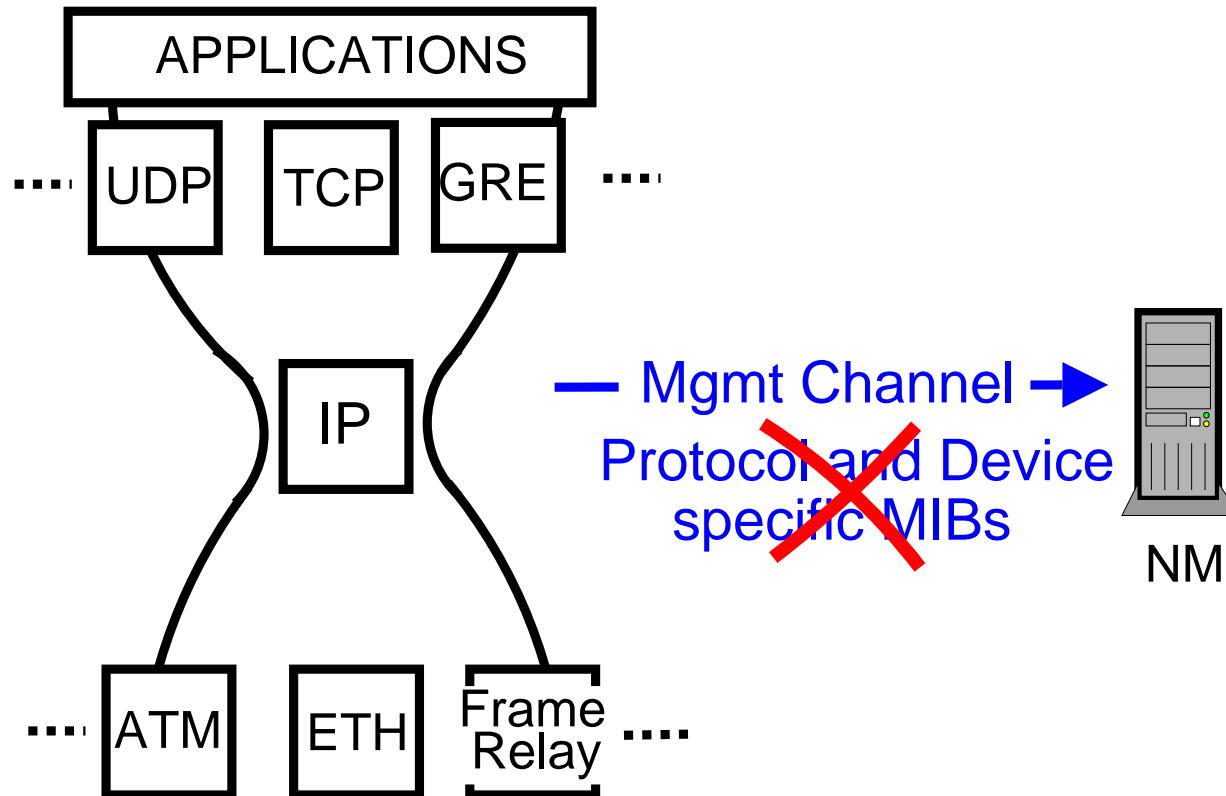 APPLICATIONS
UDP
TCP
GRE
IP
Mgmt Channel
Protocol and Device
specific MIBs
NM
ATM
ETH
Frame
Relay